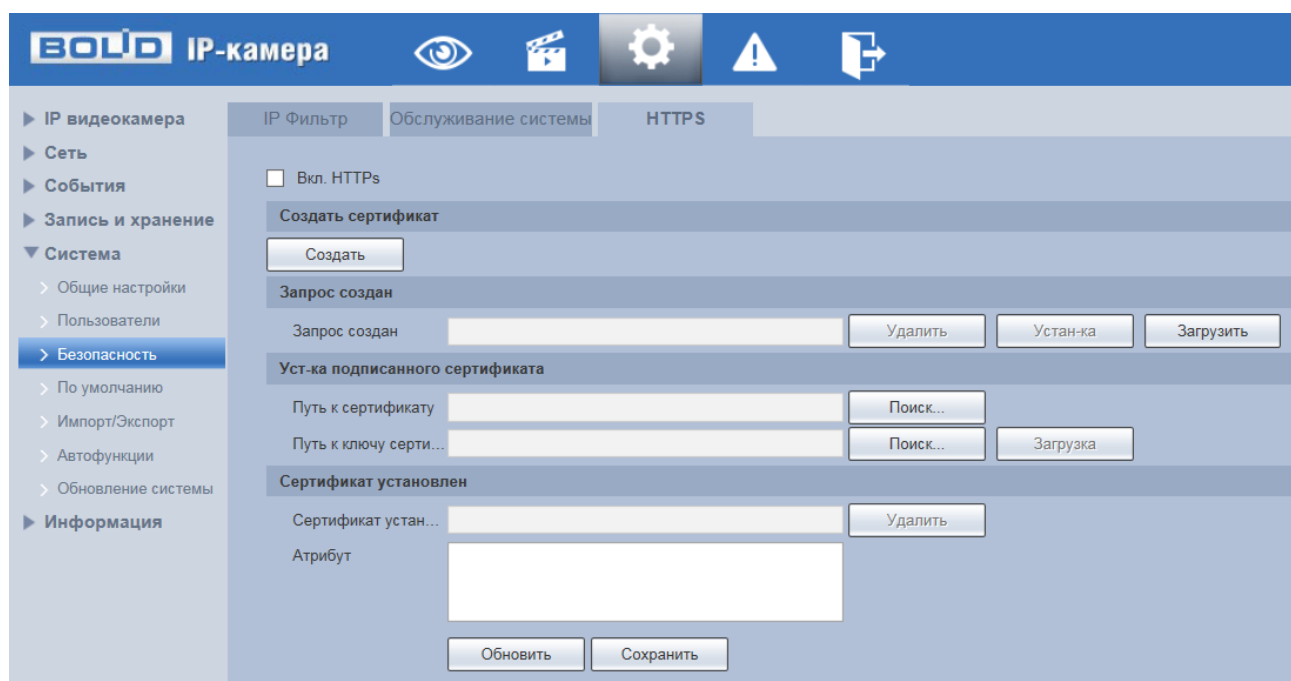 BOLID IP-камера
IP видеокамера
Сеть
События
Запись и хранение
Система
Общие настройки
Пользователи
Безопасность
По умолчанию
Импорт/Экспорт
Автофункции
Обновление системы
Информация
IP Фильтр Обслуживание системы HTTPS
Вкл. HTTPs
Создать сертификат
Создать
Запрос создан
Запрос создан Удалить Устан-ка Загрузить
Уст-ка подписанного сертификата
Путь к сертификату Поиск...
Путь к ключу серти... Поиск... Загрузка
Сертификат установлен
Сертификат устан... Удалить
Атрибут
Обновить Сохранить